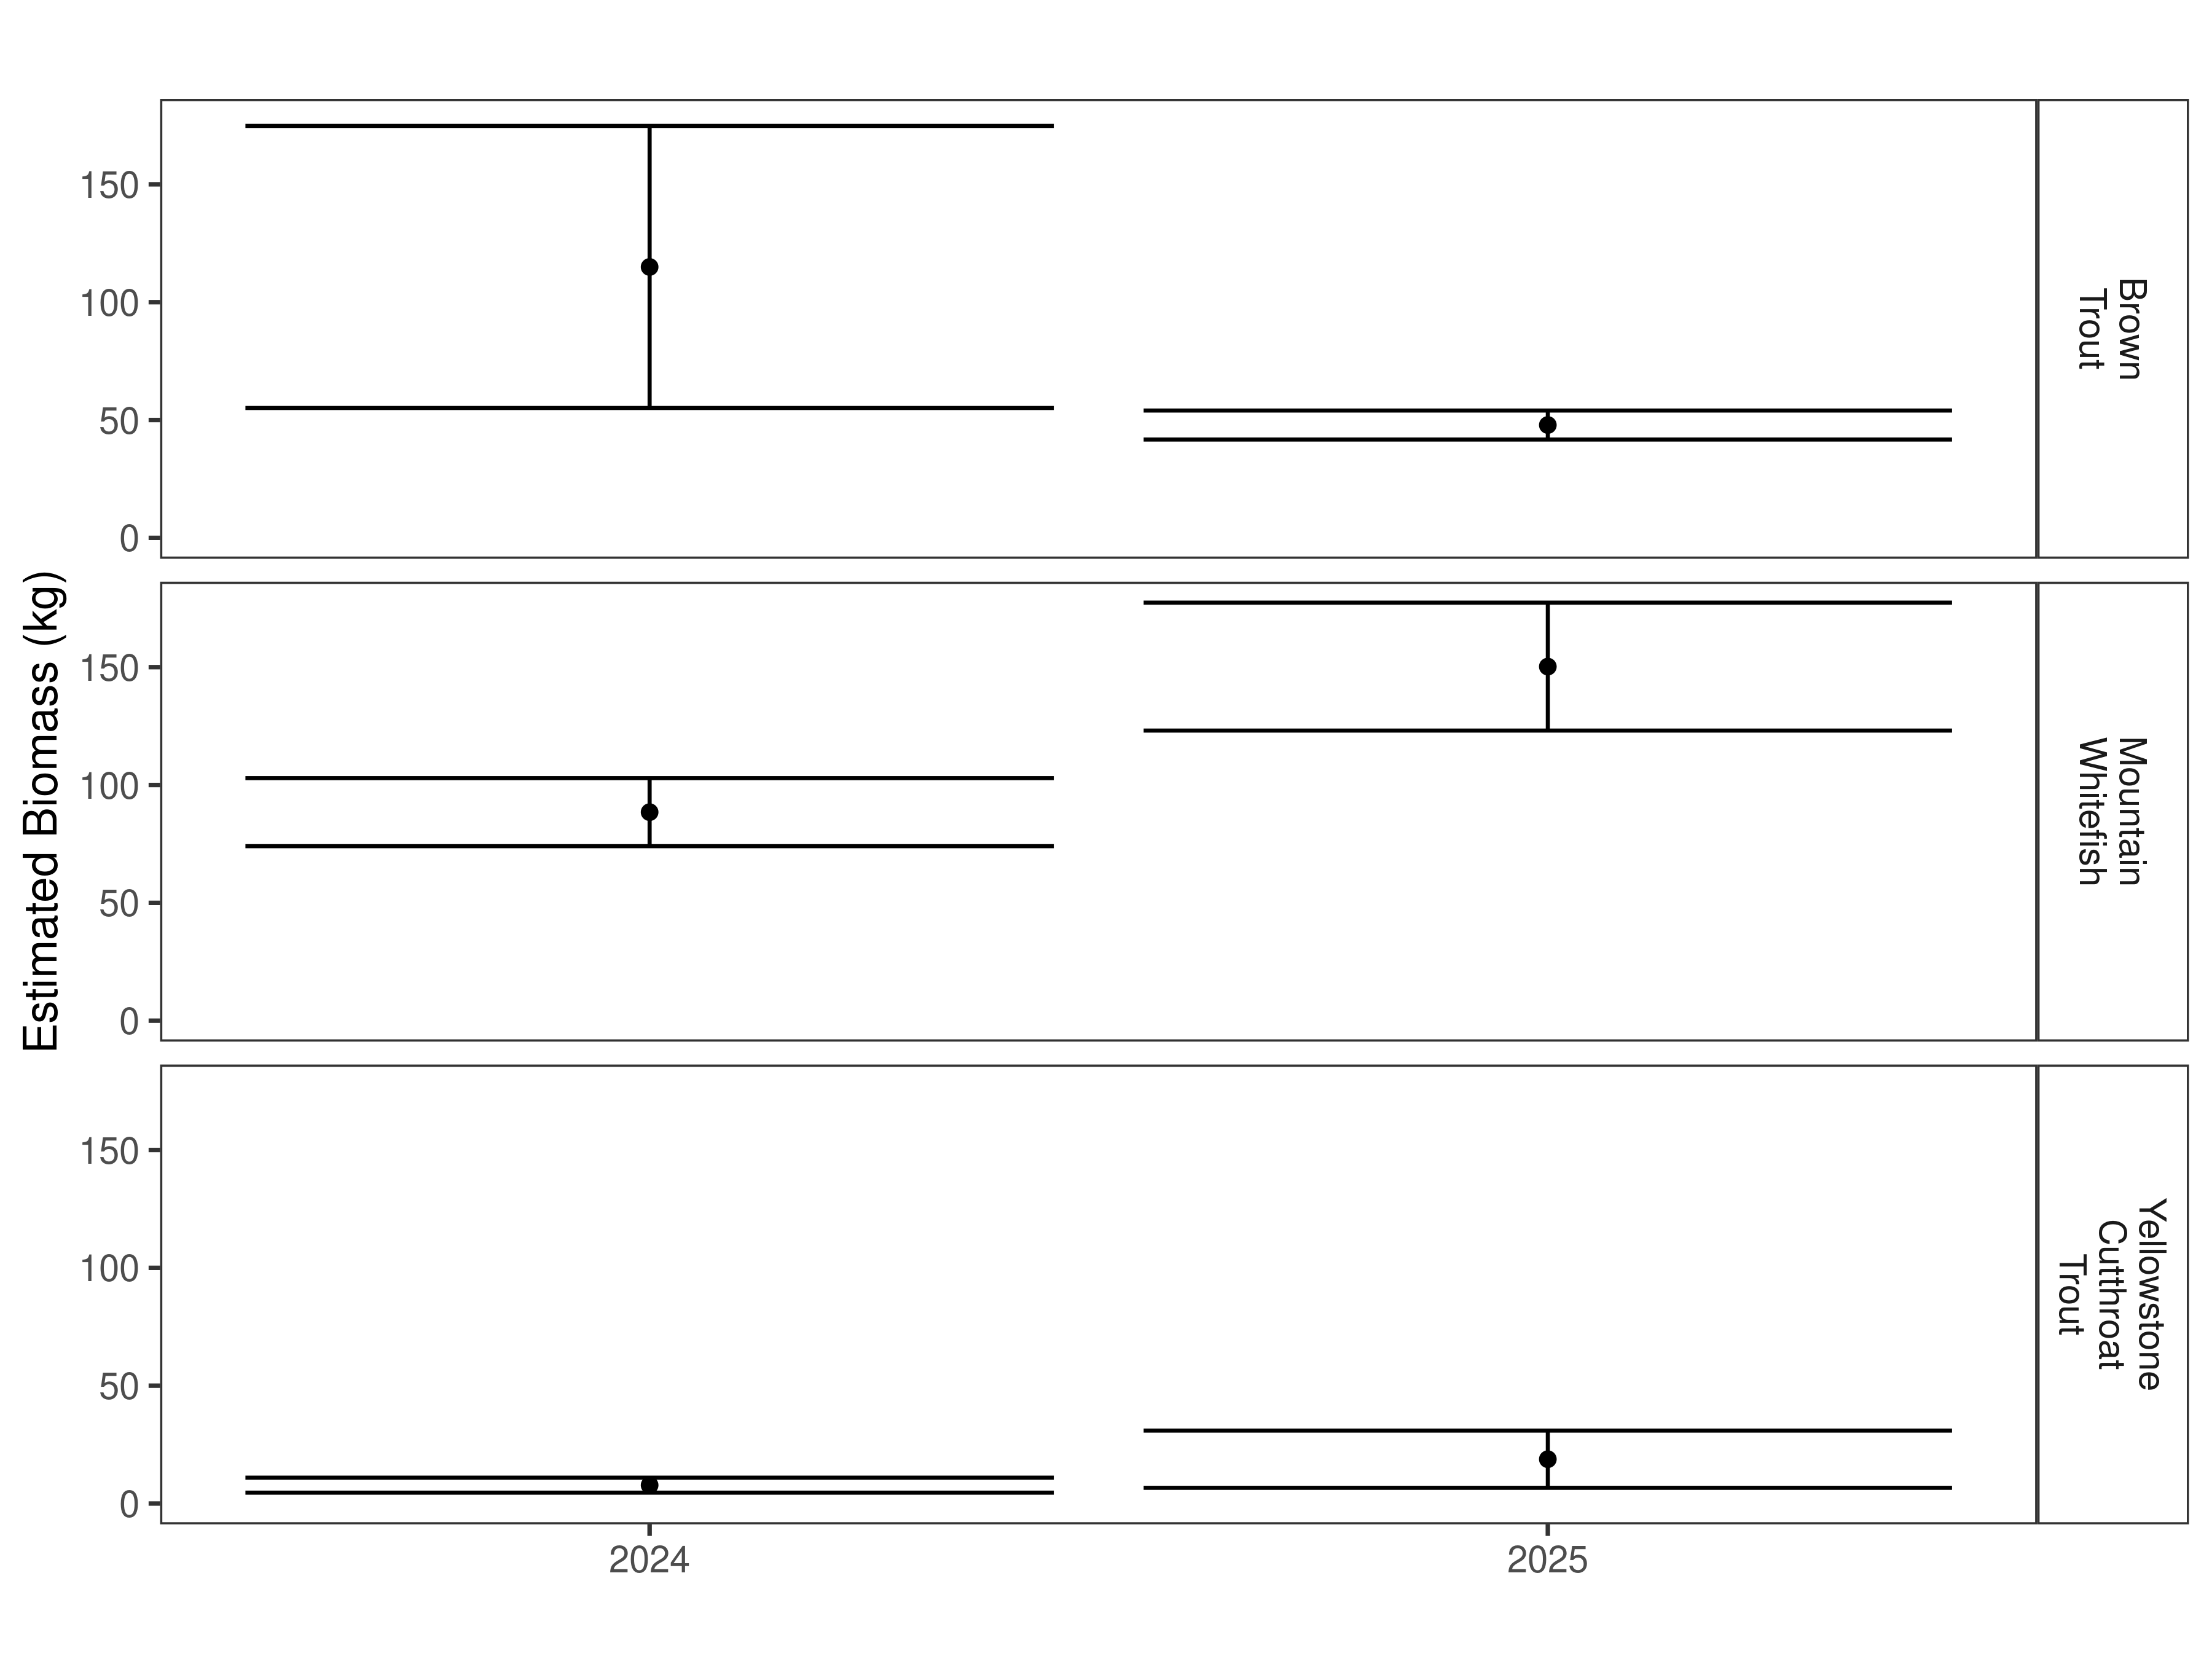 Estimated Biomass (kg)
150
100
50
0
Brown
Trout
150
100
50
0
Mountain
Whitefish
150
100
50
0
Yellowstone
Cutthroat
Trout
2024
2025